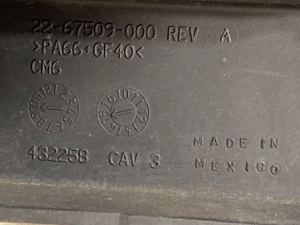 22-67509-000 REV (A)
>PA66-GF40<
CM6
432258 CAV 3
MADE IN
MEXICO